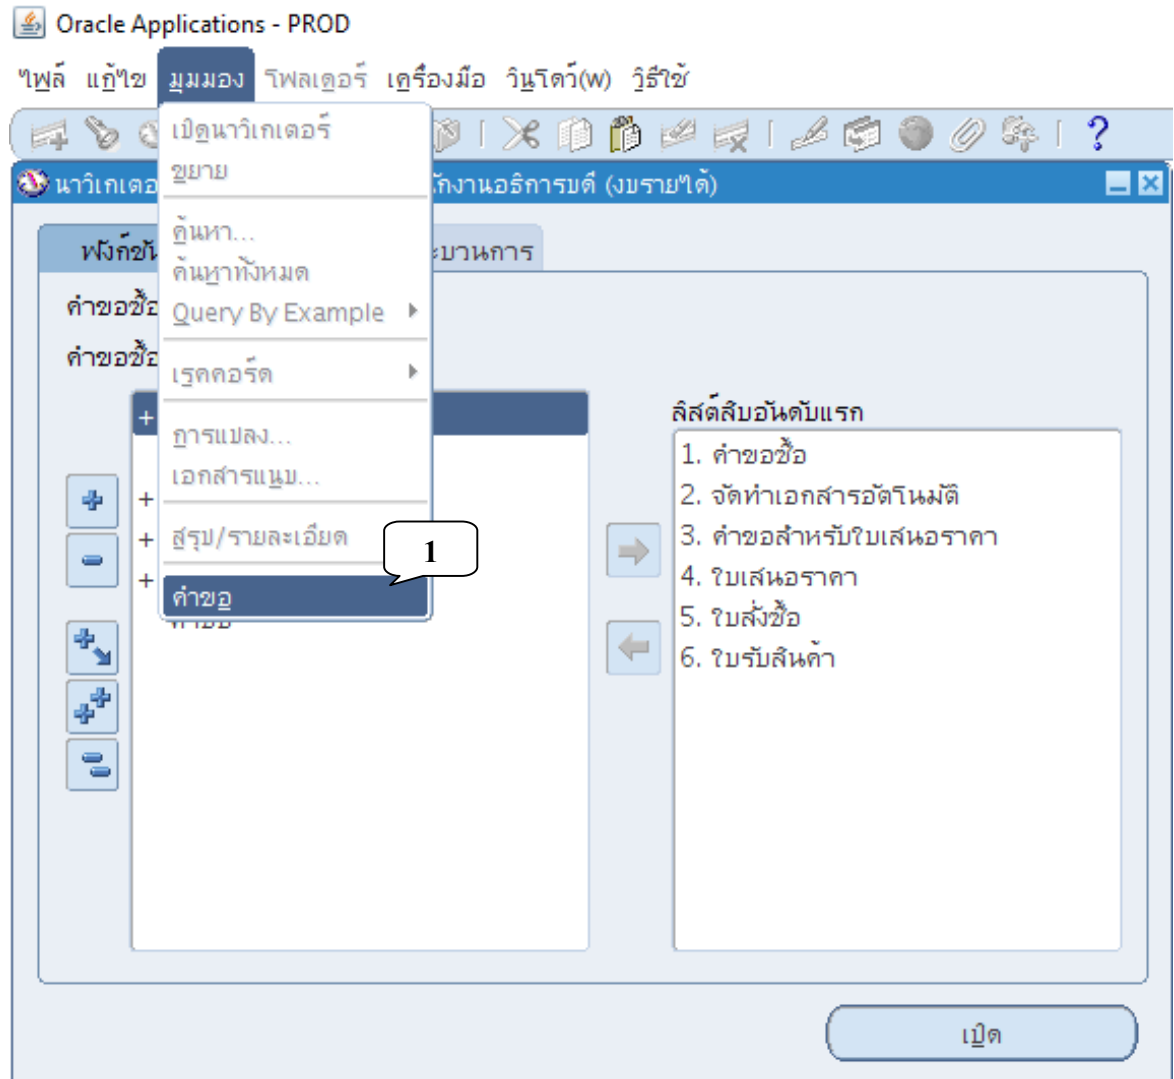 Oracle Applications - PROD
ไฟล์ แก้ไข มุมมอง โฟลเดอร์ เครื่องมือ วินโดว์(w) วิธีใช้
เปิดนาวิเกเตอร์
ขยาย
นาวิเกเตอ ักงานอธิการบดี (งบรายได้)
ค้นหา...
ฟังก์ชัน ะบวนการ
ค้นหาทั้งหมด
คำขอซื้อ
Query By Example
คำขอซื้อ
เรคคอร์ด
ลิสต์สิบอันดับแรก
+
การแปลง...
1. คำขอซื้อ
เอกสารแนบ...
2. จัดทำเอกสารอัตโนมัติ
+
สรุป/รายละเอียด
3. คำขอสำหรับใบเสนอราคา
+
1
4. ใบเสนอราคา
+
คำขอ
5. ใบสั่งซื้อ
6. ใบรับสินค้า
เปิด